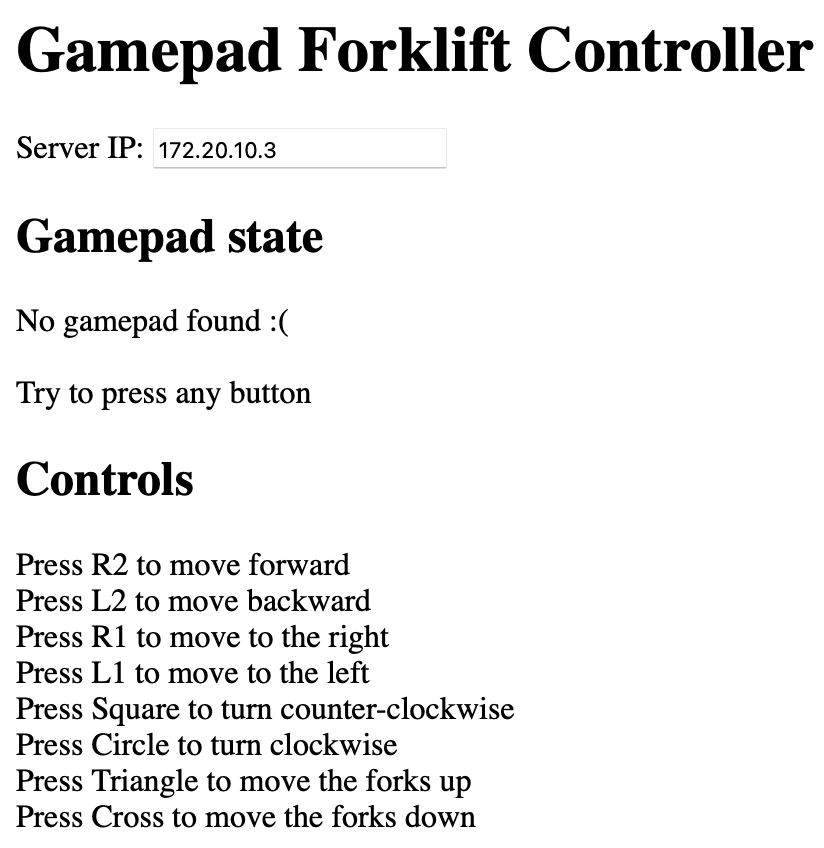 Gamepad Forklift Controller
Server IP: 172.20.10.3
Gamepad state
No gamepad found :(
Try to press any button
Controls
Press R2 to move forward
Press L2 to move backward
Press R1 to move to the right
Press L1 to move to the left
Press Square to turn counter-clockwise
Press Circle to turn clockwise
Press Triangle to move the forks up
Press Cross to move the forks down